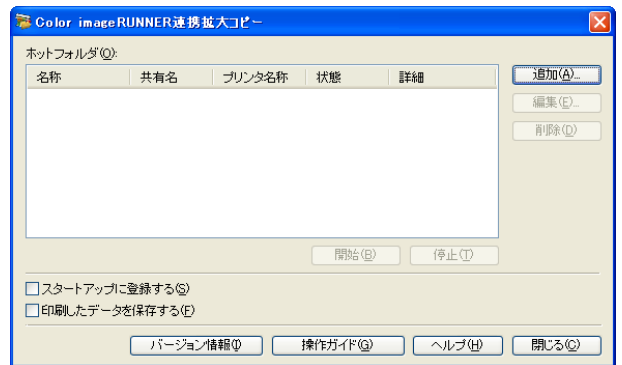 Color imageRUNNER連携拡大コピー
ホットフォルダ(O):
名称 共有名 プリンタ名称 状態 詳細
追加(A)...
編集(E)...
削除(D)
開始(B) 停止(T)
スタートアップに登録する(S)
印刷したデータを保存する(F)
バージョン情報(I) 操作ガイド(G) ヘルプ(H) 閉じる(C)